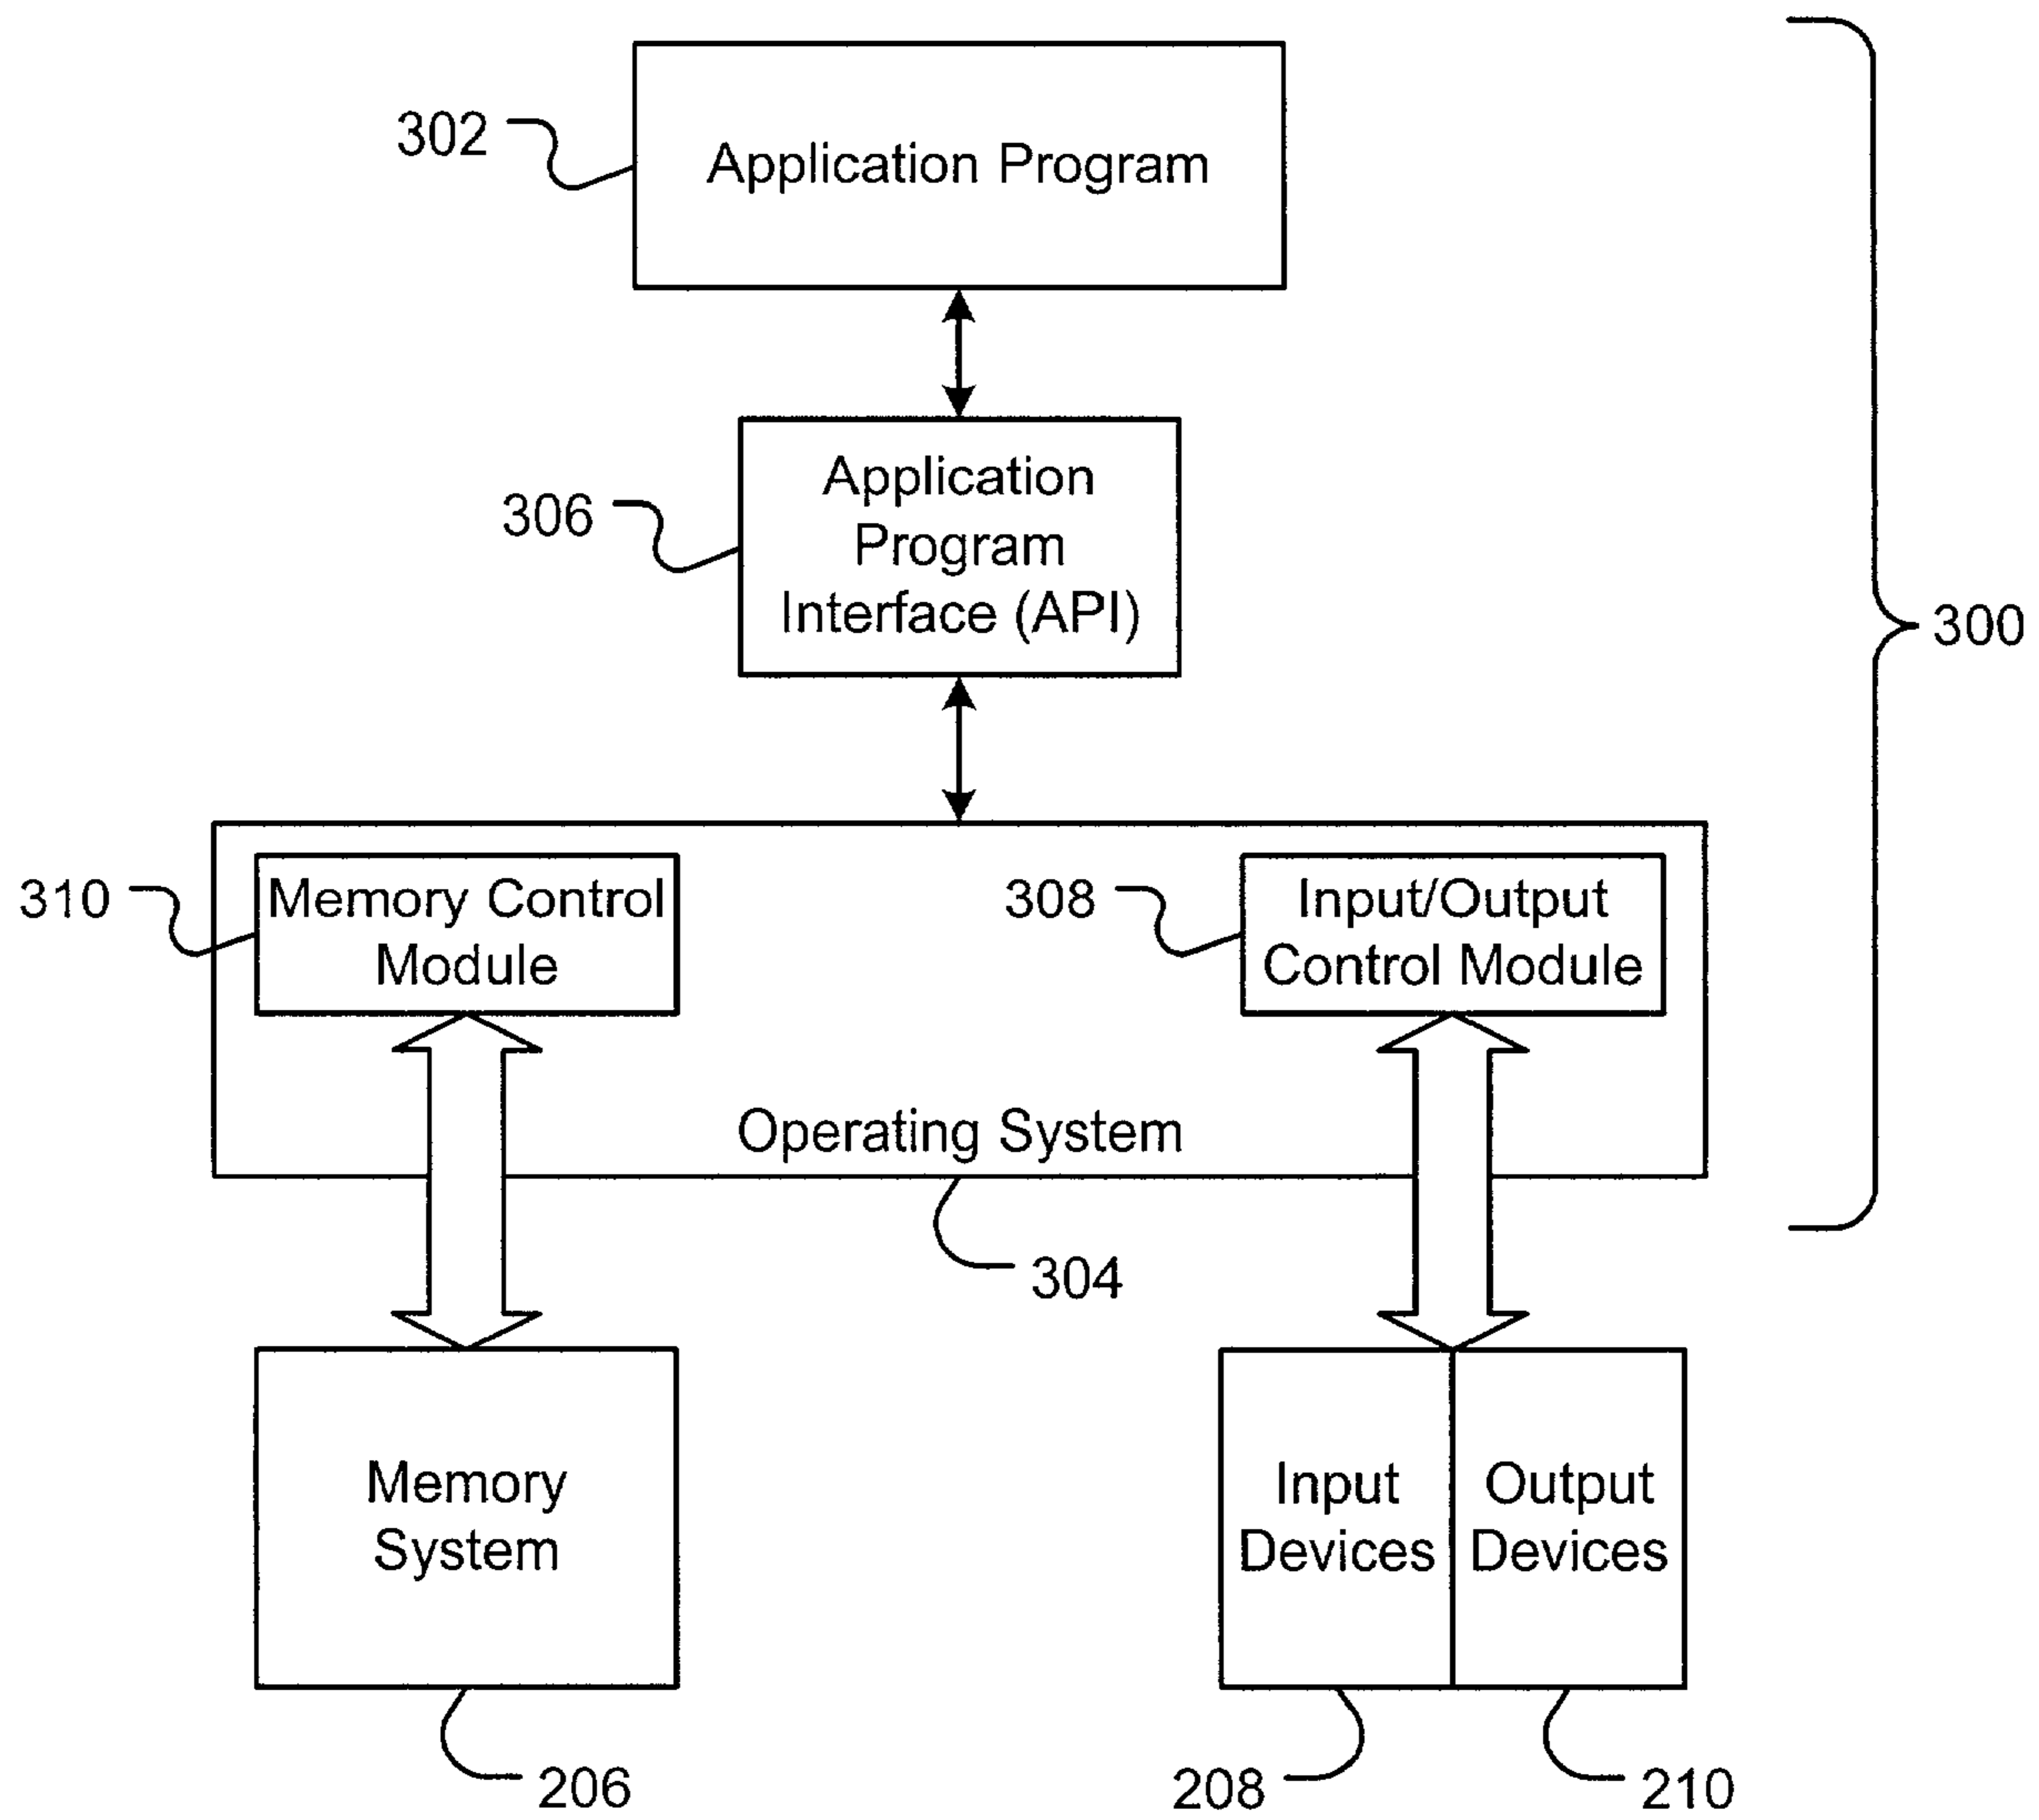 302
Application Program
306
Application
Program
Interface (API)
300
310
Memory Control
Module
308
Input/Output
Control Module
Operating System
304
Memory
System
Input
Devices
Output
Devices
206
208
210